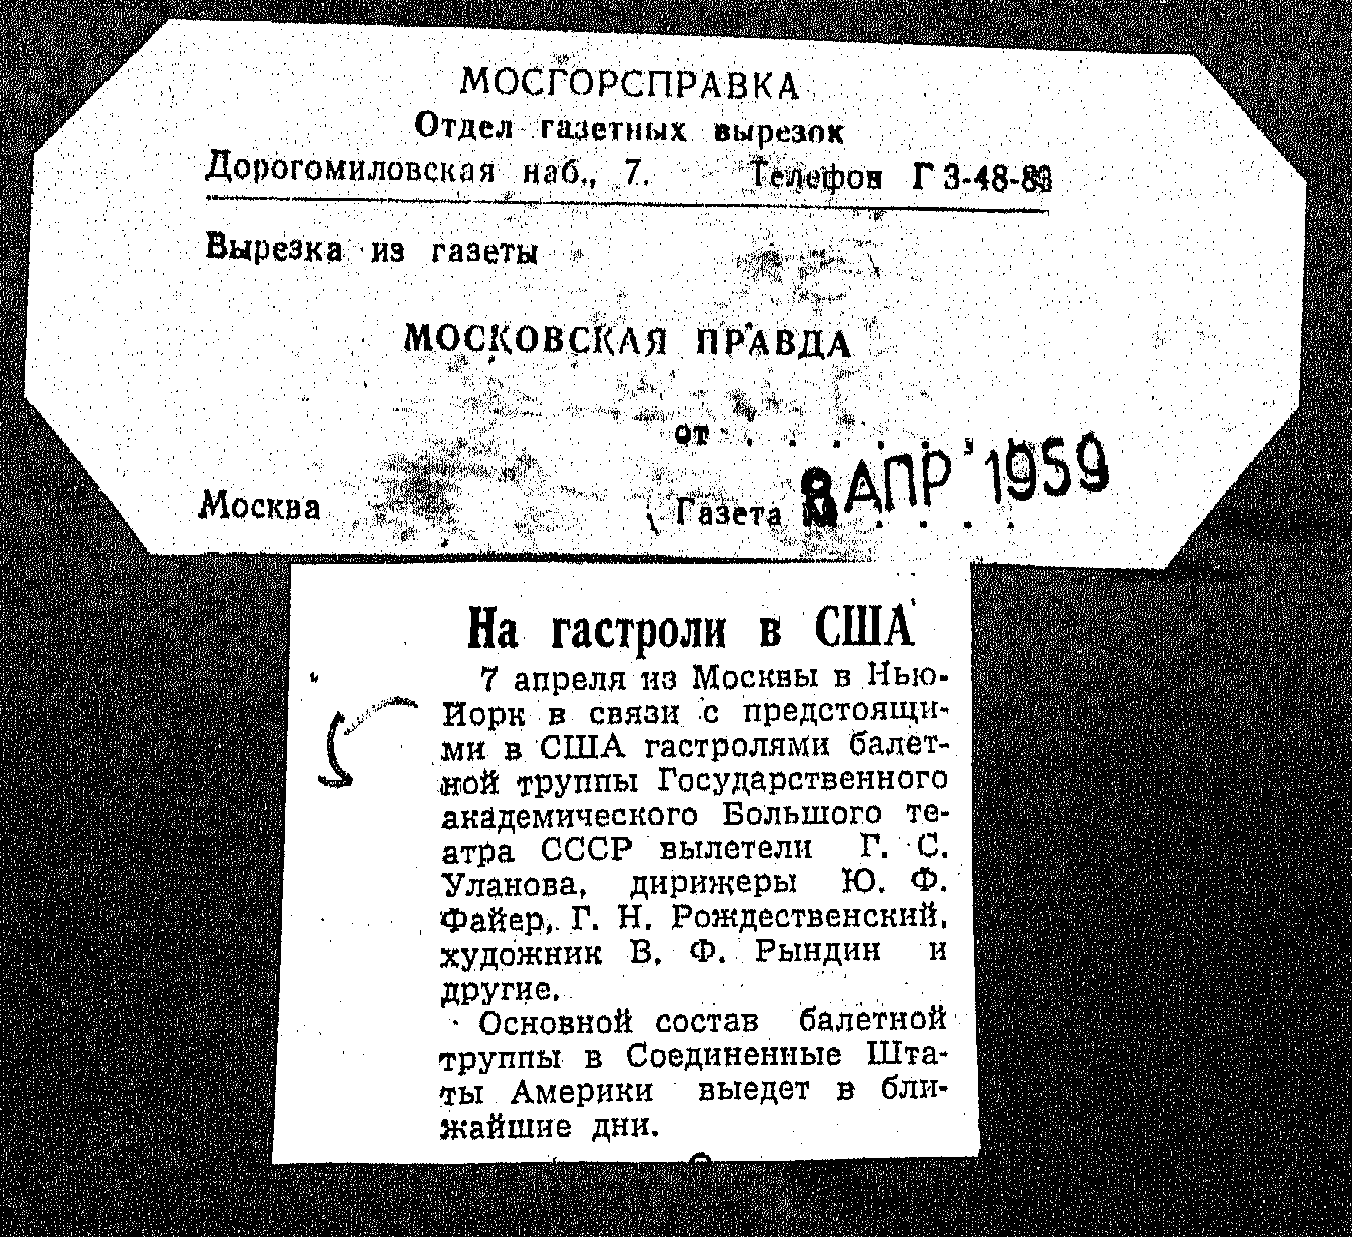 МОСГОРСПРАВКА
Отдел газетных вырезок
Дорогомиловская наб., 7. Телефон Г 3-48-83
Вырезка из газеты
МОСКОВСКАЯ ПРАВДА
от . . . . . . .
8 АПР 1959
Москва Газета № . . . .
На гастроли в США
7 апреля из Москвы в Нью-
Йорк в связи с предстоящи-
ми в США гастролями балет-
ной труппы Государственного
академического Большого те-
атра СССР вылетели Г. С.
Уланова, дирижеры Ю. Ф.
Файер, Г. Н. Рождественский,
художник В. Ф. Рындин и
другие.
Основной состав балетной
труппы в Соединенные Шта-
ты Америки выедет в бли-
жайшие дни.